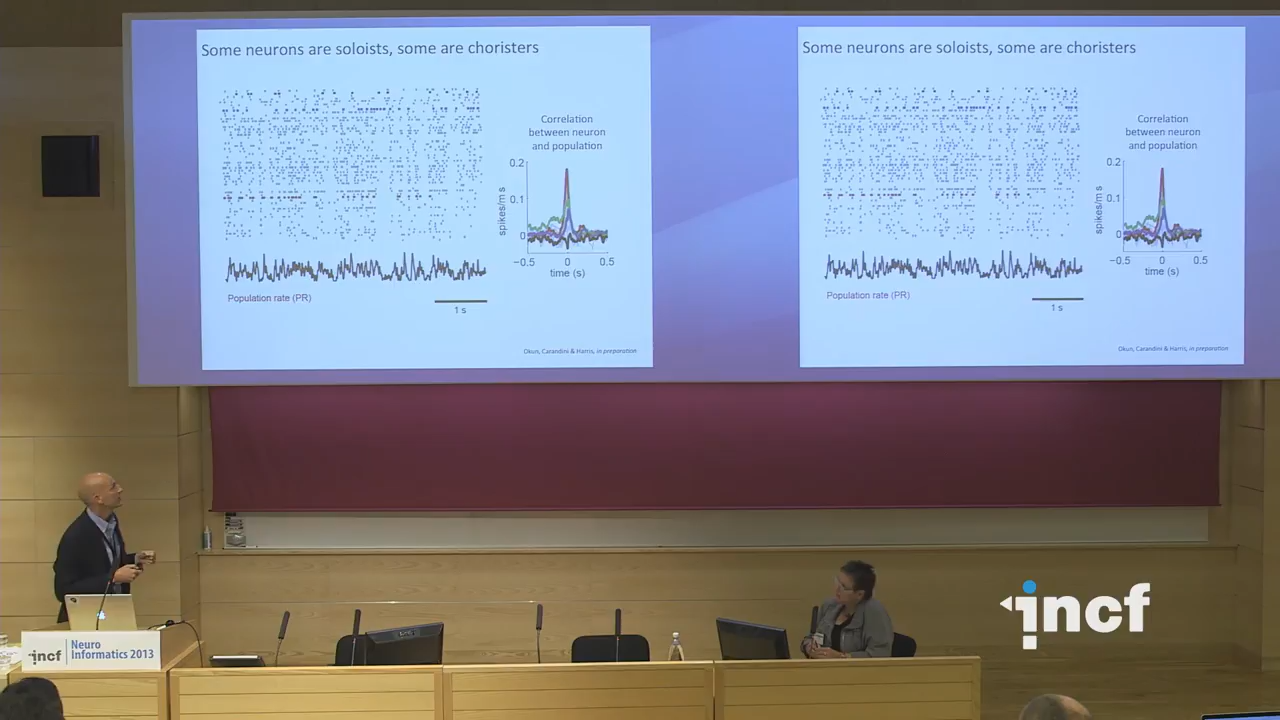 Some neurons are soloists, some are choristers
Correlation
between neuron
and population
0.2
0.1
0
spikes/m s
−0.5
0
0.5
time (s)
Population rate (PR)
1 s
Okun, Carandini & Harris, in preparation
Some neurons are soloists, some are choristers
Correlation
between neuron
and population
0.2
0.1
0
spikes/m s
−0.5
0
0.5
time (s)
Population rate (PR)
1 s
Okun, Carandini & Harris, in preparation
incf
Neuro
Informatics 2013
incf